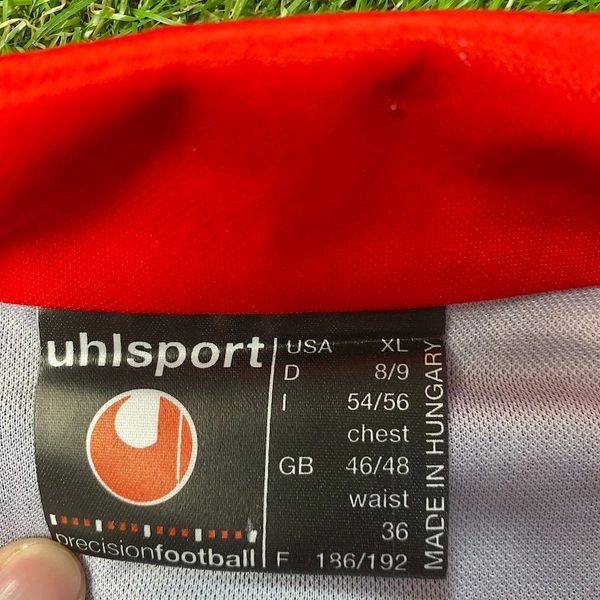 uhlsport
precisionfootball
USA XL
D 8/9
I 54/56
chest
GB 46/48
waist
36
F 186/192
MADE IN HUNGARY